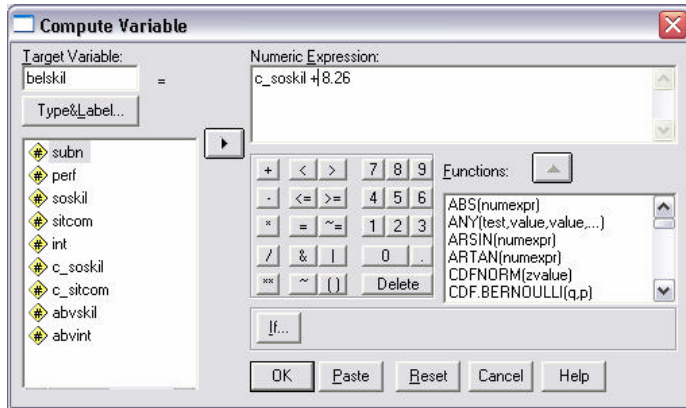 Compute Variable
Target Variable:
belskil
=
Type&Label...
Numeric Expression:
c_soskil + 8.26
subn
perf
soskil
sitcom
int
c_soskil
c_sitcom
abvskil
abvint
+ < > 7 8 9
- <= >= 4 5 6
* = ~= 1 2 3
/ & | 0 .
** ~ () Delete
Functions:
ABS(numexpr)
ANY(test,value,value,...)
ARSIN(numexpr)
ARTAN(numexpr)
CDFNORM(zvalue)
CDF.BERNOULLI(q,p)
If...
OK Paste Reset Cancel Help